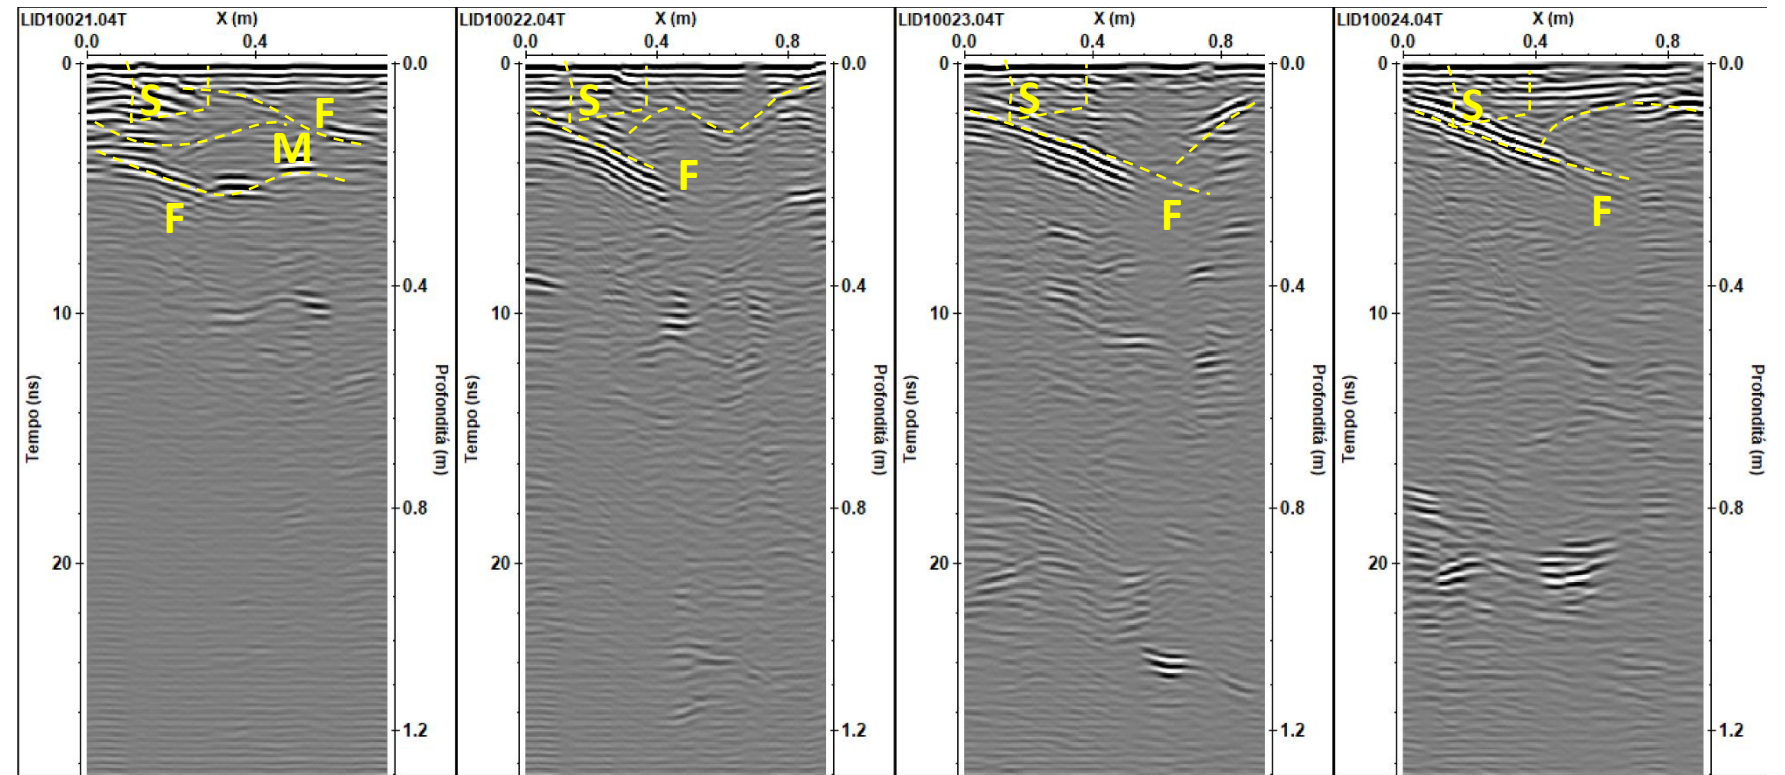 LID10021.04T X (m)
0.0 0.4
0 0.0
S
F
M
F
0.4
10
Tempo (ns)
Profonditá (m)
0.8
20
1.2
LID10022.04T X (m)
0.0 0.4 0.8
0 0.0
S
F
0.4
10
Tempo (ns)
Profonditá (m)
0.8
20
1.2
LID10023.04T X (m)
0.0 0.4 0.8
0 0.0
S
F
0.4
10
Tempo (ns)
Profonditá (m)
0.8
20
1.2
LID10024.04T X (m)
0.0 0.4 0.8
0 0.0
S
F
0.4
10
Tempo (ns)
Profonditá (m)
0.8
20
1.2